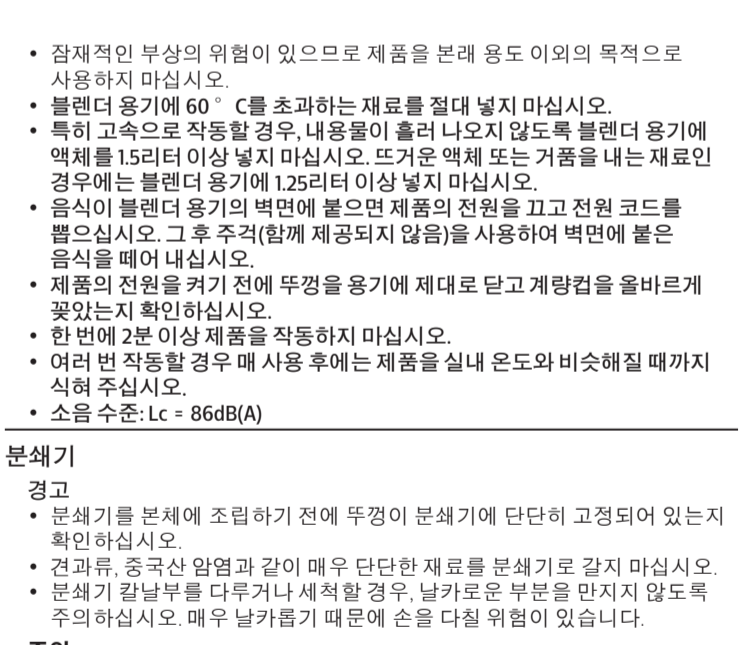 • 잠재적인 부상의 위험이 있으므로 제품을 본래 용도 이외의 목적으로
사용하지 마십시오.
• 블렌더 용기에 60° C를 초과하는 재료를 절대 넣지 마십시오.
• 특히 고속으로 작동할 경우, 내용물이 흘러 나오지 않도록 블렌더 용기에
액체를 1.5리터 이상 넣지 마십시오. 뜨거운 액체 또는 거품을 내는 재료인
경우에는 블렌더 용기에 1.25리터 이상 넣지 마십시오.
• 음식이 블렌더 용기의 벽면에 붙으면 제품의 전원을 끄고 전원 코드를
뽑으십시오. 그 후 주걱(함께 제공되지 않음)을 사용하여 벽면에 붙은
음식을 떼어 내십시오.
• 제품의 전원을 켜기 전에 뚜껑을 용기에 제대로 닫고 계량컵을 올바르게
꽂았는지 확인하십시오.
• 한 번에 2분 이상 제품을 작동하지 마십시오.
• 여러 번 작동할 경우 매 사용 후에는 제품을 실내 온도와 비슷해질 때까지
식혀 주십시오.
• 소음 수준: Lc = 86dB(A)
분쇄기
경고
• 분쇄기를 본체에 조립하기 전에 뚜껑이 분쇄기에 단단히 고정되어 있는지
확인하십시오.
• 견과류, 중국산 암염과 같이 매우 단단한 재료를 분쇄기로 갈지 마십시오.
• 분쇄기 칼날부를 다루거나 세척할 경우, 날카로운 부분을 만지지 않도록
주의하십시오. 매우 날카롭기 때문에 손을 다칠 위험이 있습니다.